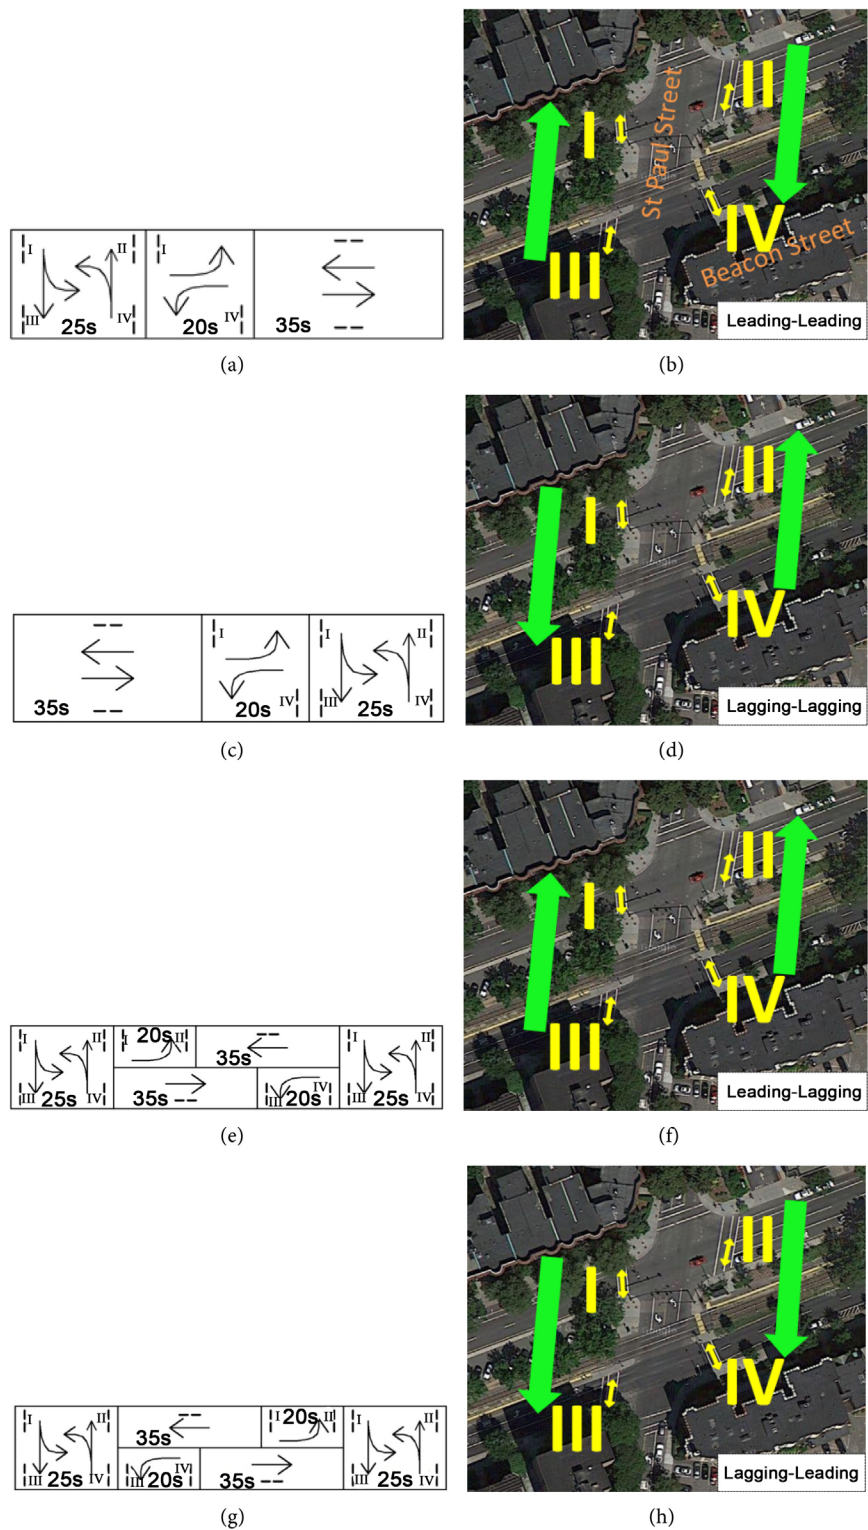 I II
III 25s IV
I
20s IV
35s
(a)
St Paul Street
I
II
III
IV
Beacon Street
Leading-Leading
(b)
35s
I
20s IV
I II
III 25s IV
(c)
I
II
III
IV
Lagging-Lagging
(d)
I II
III 25s IV
I 20s II
35s
35s
IV
III 20s
I II
III 25s IV
(e)
I
II
III
IV
Leading-Lagging
(f)
I II
III 25s IV
35s
I 20s II
IV
III 20s
35s
I II
III 25s IV
(g)
I
II
III
IV
Lagging-Leading
(h)